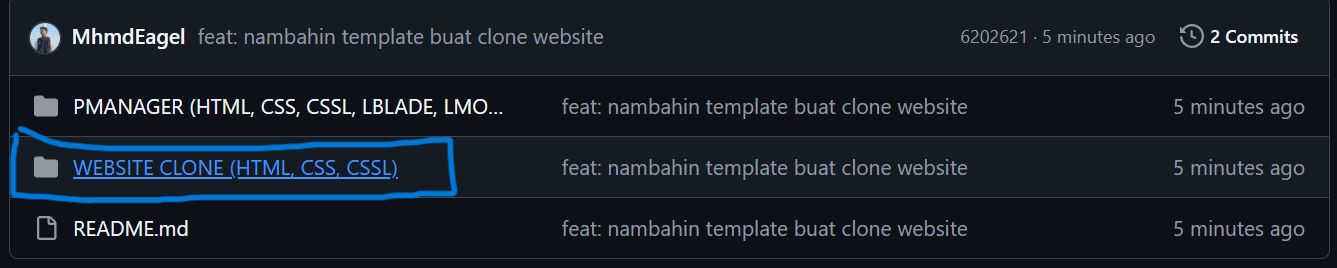 MhmdEagel feat: nambahin template buat clone website 6202621 · 5 minutes ago 2 Commits
PMANAGER (HTML, CSS, CSSL, LBLADE, LMO... feat: nambahin template buat clone website 5 minutes ago
WEBSITE CLONE (HTML, CSS, CSSL) feat: nambahin template buat clone website 5 minutes ago
README.md feat: nambahin template buat clone website 5 minutes ago